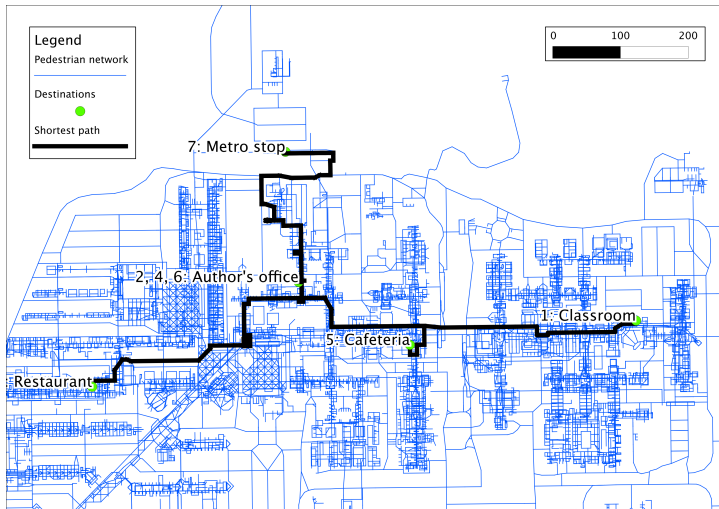 Legend
Pedestrian network
Destinations
Shortest path
0 100 200
7: Metro stop
2, 4, 6: Author's office
1: Classroom
5: Cafeteria
Restaurant